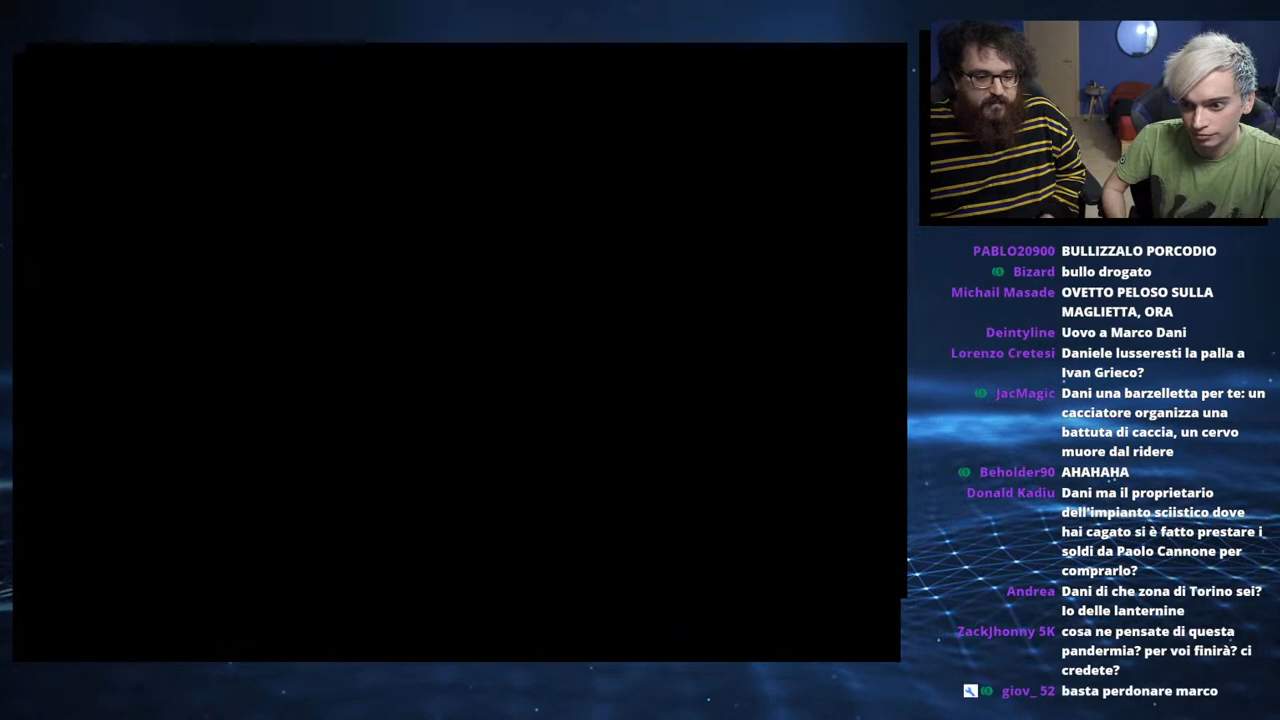 PABLO20900 BULLIZZALO PORCODIO
Bizard bullo drogato
Michail Masade OVETTO PELOSO SULLA
MAGLIETTA, ORA
Deintyline Uovo a Marco Dani
Lorenzo Cretesi Daniele lusseresti la palla a
Ivan Grieco?
JacMagic Dani una barzelletta per te: un
cacciatore organizza una
battuta di caccia, un cervo
muore dal ridere
Beholder90 AHAHAHA
Donald Kadiu Dani ma il proprietario
dell'impianto sciistico dove
hai cagato si è fatto prestare i
soldi da Paolo Cannone per
comprarlo?
Andrea Dani di che zona di Torino sei?
Io delle lanternine
ZackJhonny 5K cosa ne pensate di questa
pandermia? per voi finirà? ci
credete?
giov_ 52 basta perdonare marco